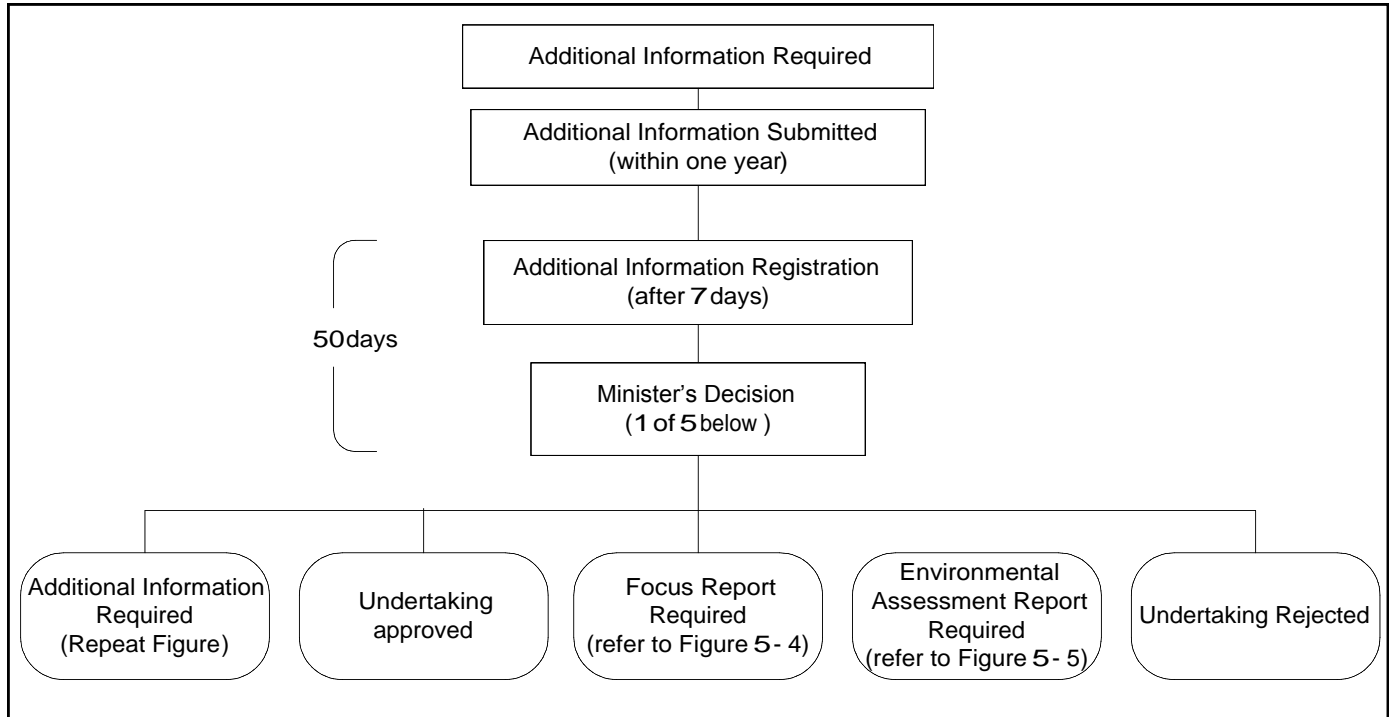 Additional Information Required
Additional Information Submitted
(within one year)
Additional Information Registration
(after 7 days)
50 days
Minister’s Decision
(1 of 5 below )
Additional Information
Required
(Repeat Figure)
Undertaking
approved
Focus Report
Required
(refer to Figure 5- 4)
Environmental
Assessment Report
Required
(refer to Figure 5- 5)
Undertaking Rejected